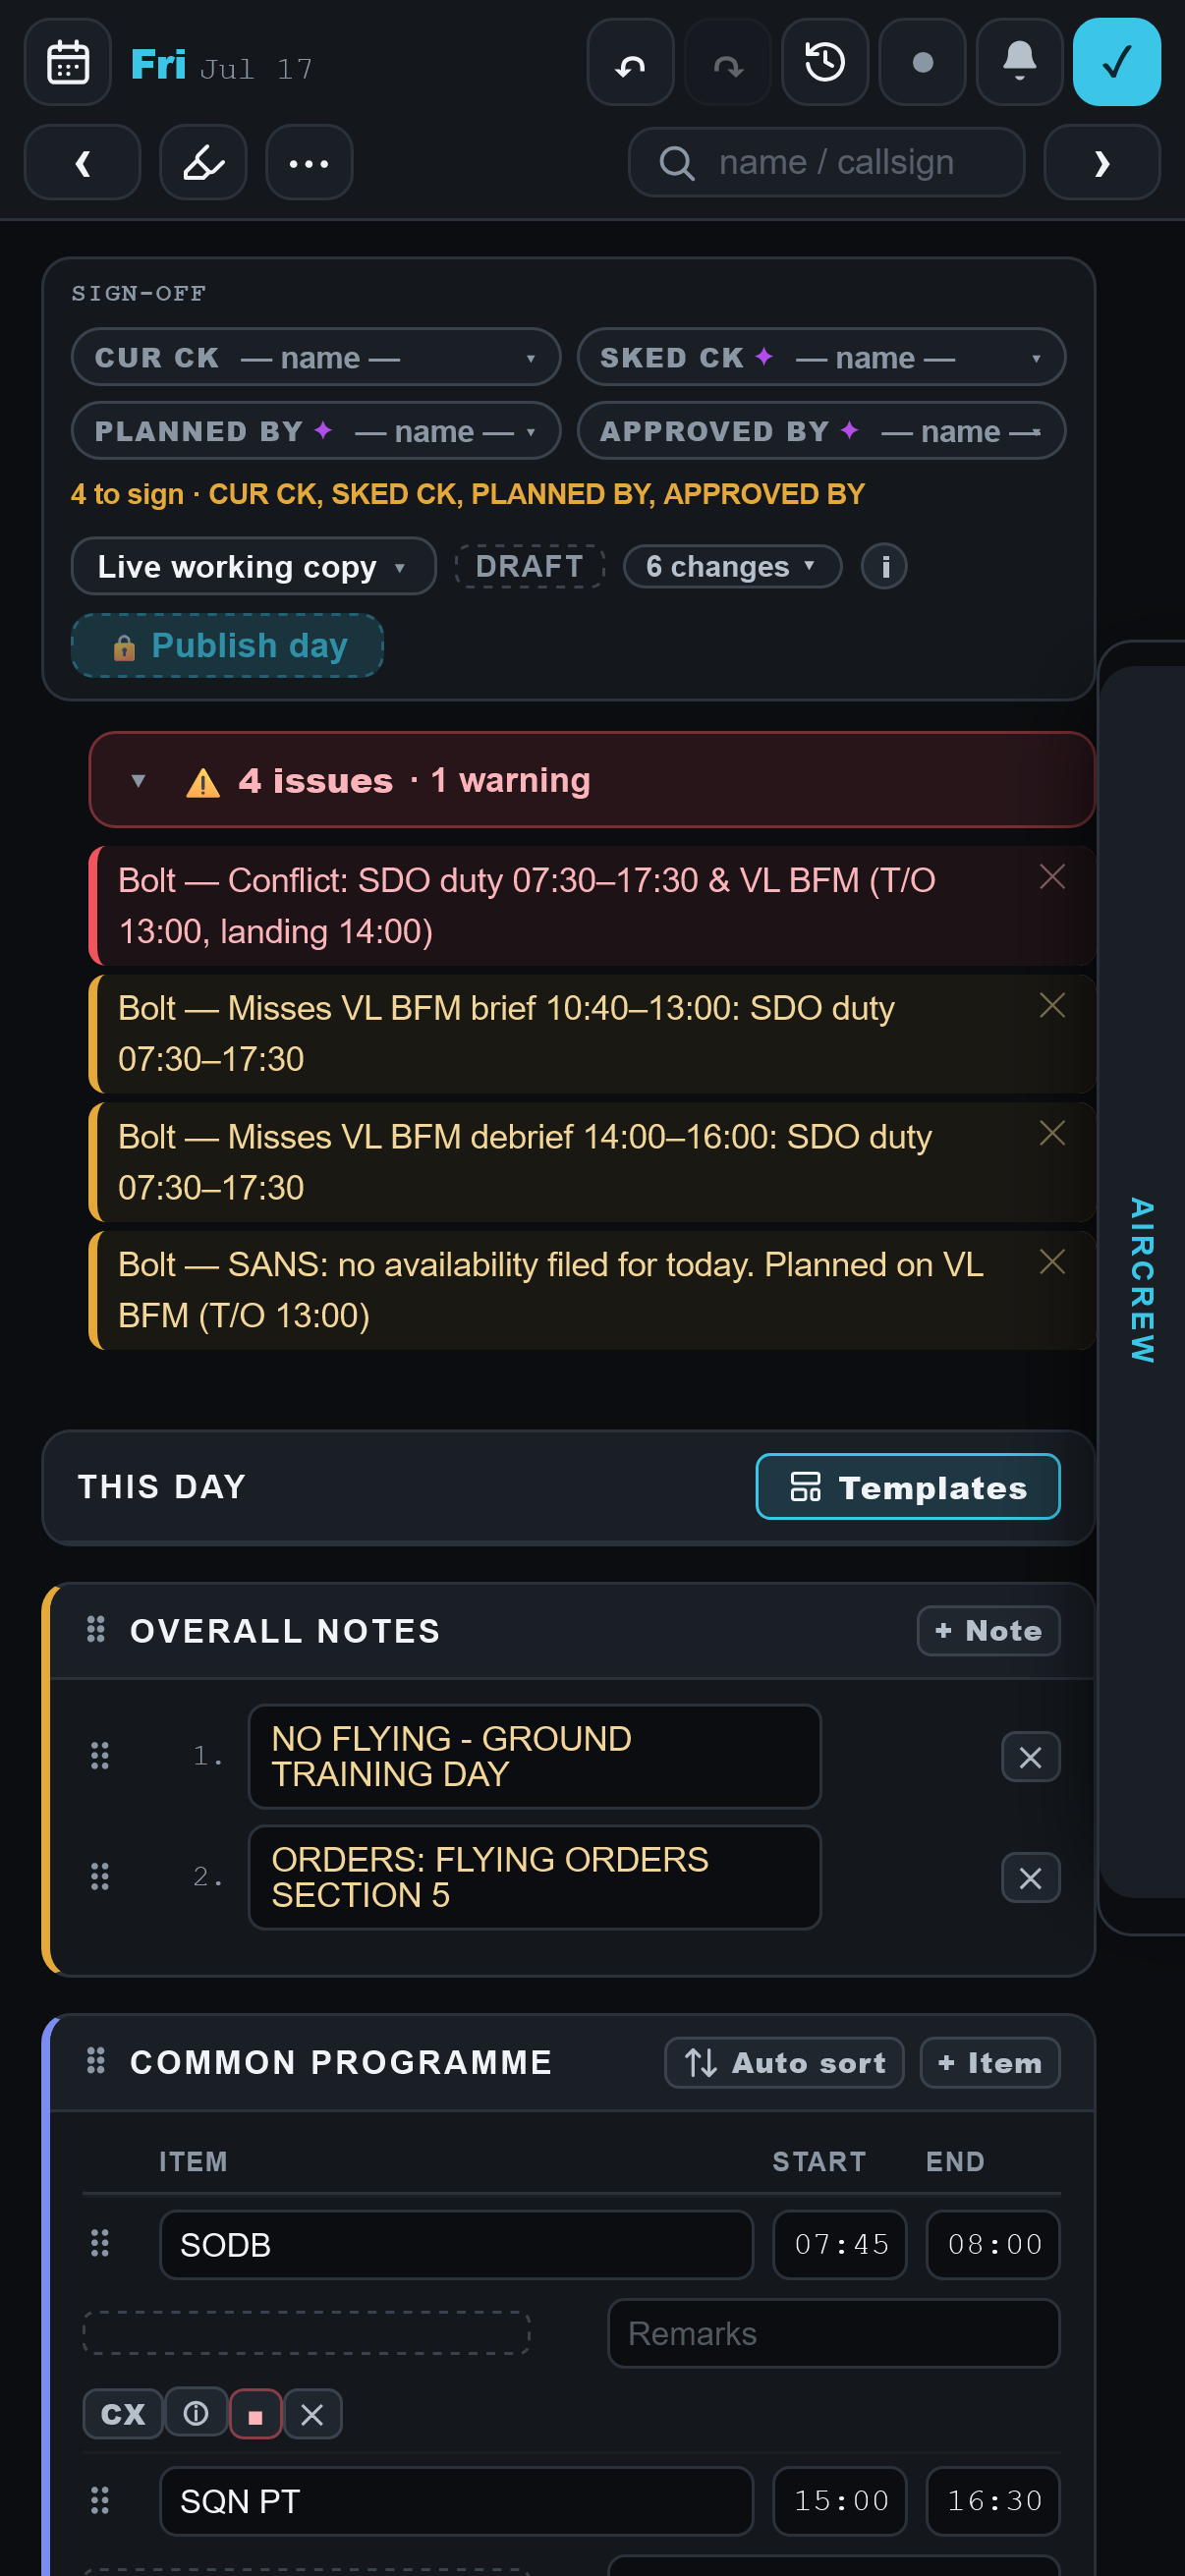 Fri Jul 17
name / callsign
SIGN-OFF
CUR CK — name —
SKED CK ✦ — name —
PLANNED BY ✦ — name —
APPROVED BY ✦ — name —
4 to sign · CUR CK, SKED CK, PLANNED BY, APPROVED BY
Live working copy
DRAFT
6 changes
i
Publish day
4 issues · 1 warning
Bolt — Conflict: SDO duty 07:30–17:30 & VL BFM (T/O
13:00, landing 14:00)
Bolt — Misses VL BFM brief 10:40–13:00: SDO duty
07:30–17:30
Bolt — Misses VL BFM debrief 14:00–16:00: SDO duty
07:30–17:30
Bolt — SANS: no availability filed for today. Planned on VL
BFM (T/O 13:00)
AIRCREW
THIS DAY
Templates
OVERALL NOTES
+ Note
1. NO FLYING - GROUND
TRAINING DAY
2. ORDERS: FLYING ORDERS
SECTION 5
COMMON PROGRAMME
Auto sort
+ Item
ITEM START END
SODB 07:45 08:00
Remarks
CX
SQN PT 15:00 16:30